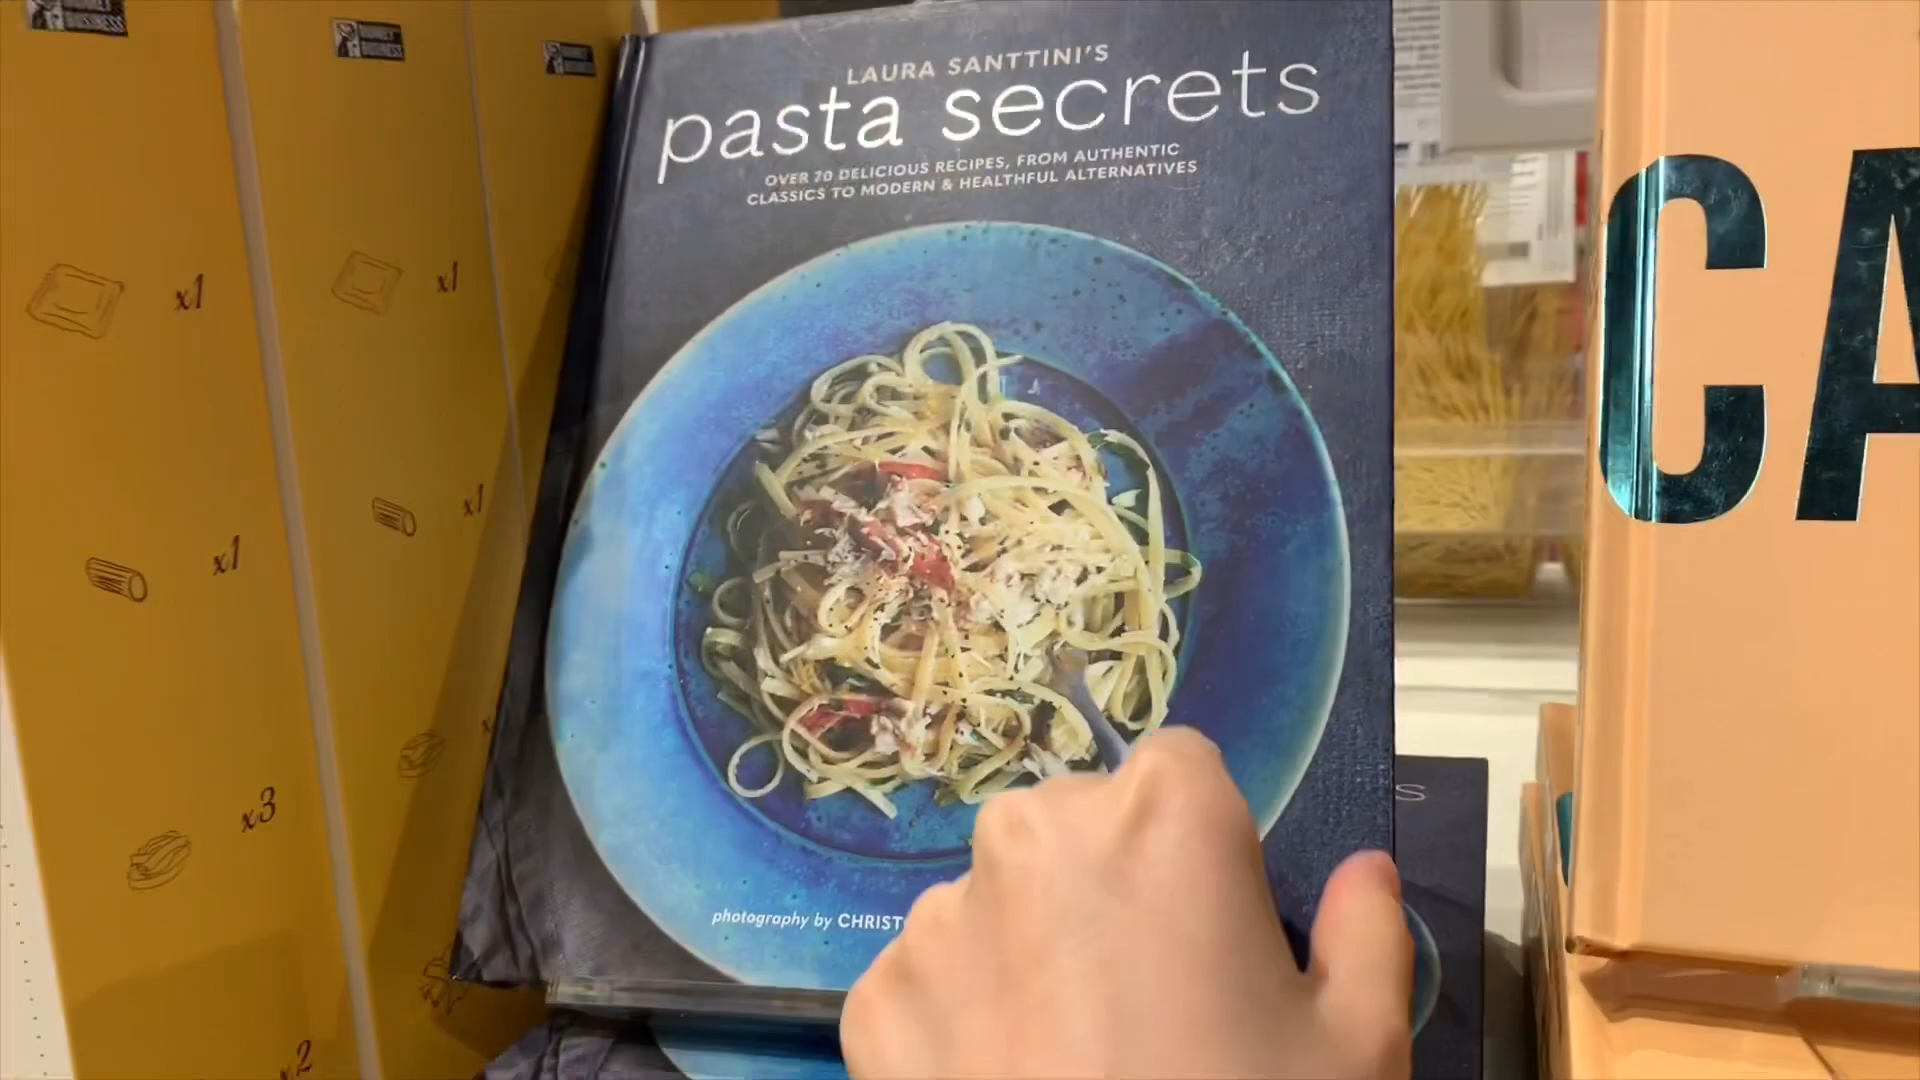 LAURA SANTTINI'S
pasta secrets
OVER 70 DELICIOUS RECIPES, FROM AUTHENTIC
CLASSICS TO MODERN & HEALTHFUL ALTERNATIVES
photography by CHRIST
x1
x1
x3
x2
x1
x1
CA
S